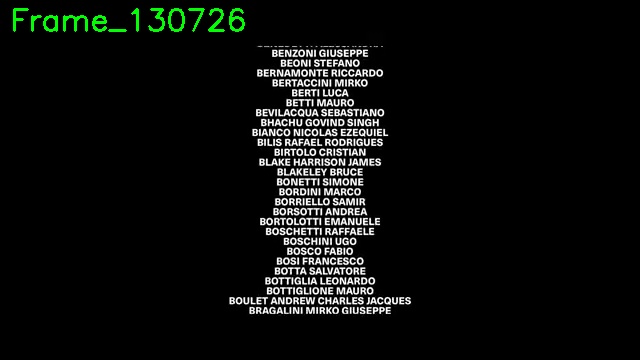 Frame_130726
BENZONI GIUSEPPE
BEONI STEFANO
BERNAMONTE RICCARDO
BERTACCINI MIRKO
BERTI LUCA
BETTI MAURO
BEVILACQUA SEBASTIANO
BHACHU GOVIND SINGH
BIANCO NICOLAS EZEQUIEL
BILIS RAFAEL RODRIGUES
BIRTOLO CRISTIAN
BLAKE HARRISON JAMES
BLAKELEY BRUCE
BONETTI SIMONE
BORDINI MARCO
BORRIELLO SAMIR
BORSOTTI ANDREA
BORTOLOTTI EMANUELE
BOSCHETTI RAFFAELE
BOSCHINI UGO
BOSCO FABIO
BOSI FRANCESCO
BOTTA SALVATORE
BOTTIGLIA LEONARDO
BOTTIGLIONE MAURO
BOULET ANDREW CHARLES JACQUES
BRAGALINI MIRKO GIUSEPPE